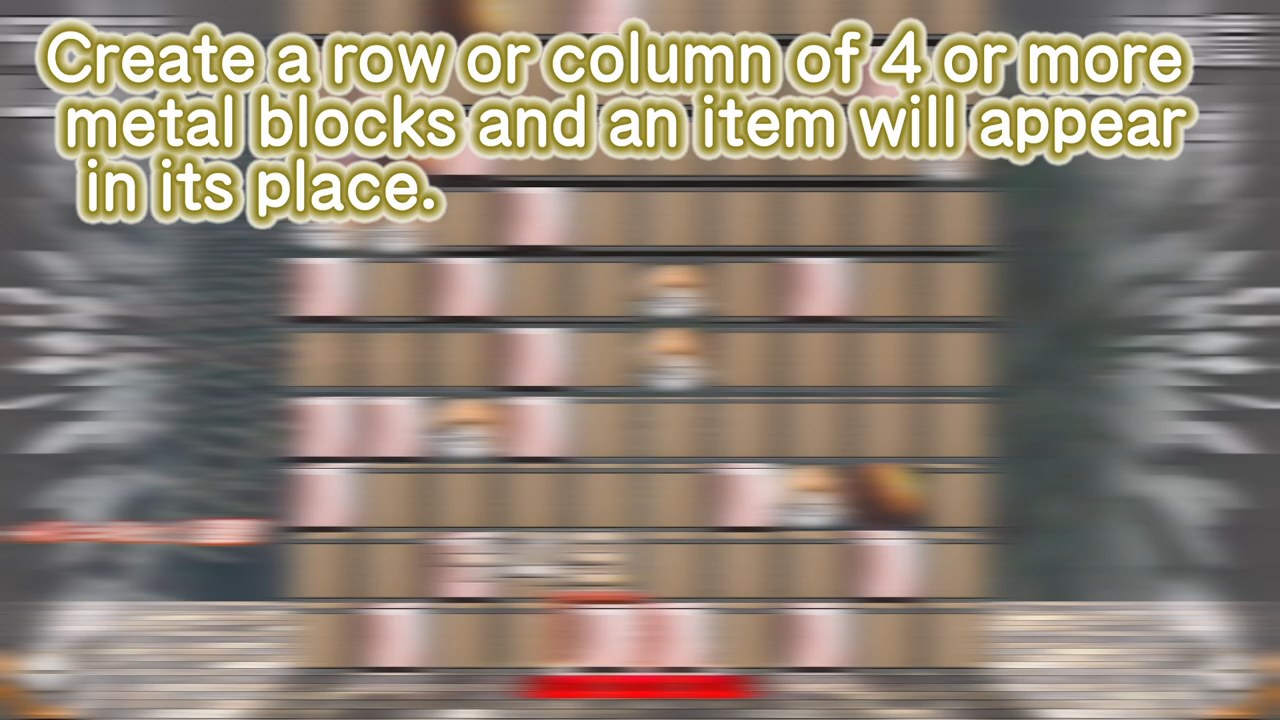 Create a row or column of 4 or more
metal blocks and an item will appear
in its place.